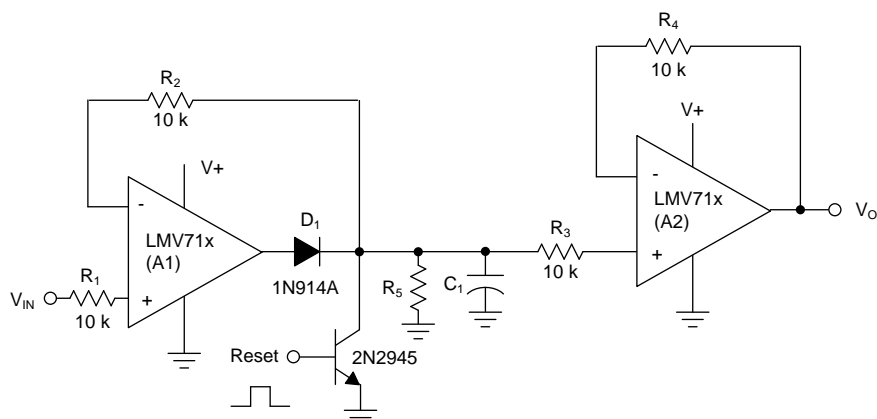 R4
10 k
R2
10 k
V+
V+
-
LMV71x
(A1)
+
D1
1N914A
R1
10 k
VIN
R3
10 k
R5
C1
-
LMV71x
(A2)
+
VO
Reset
2N2945